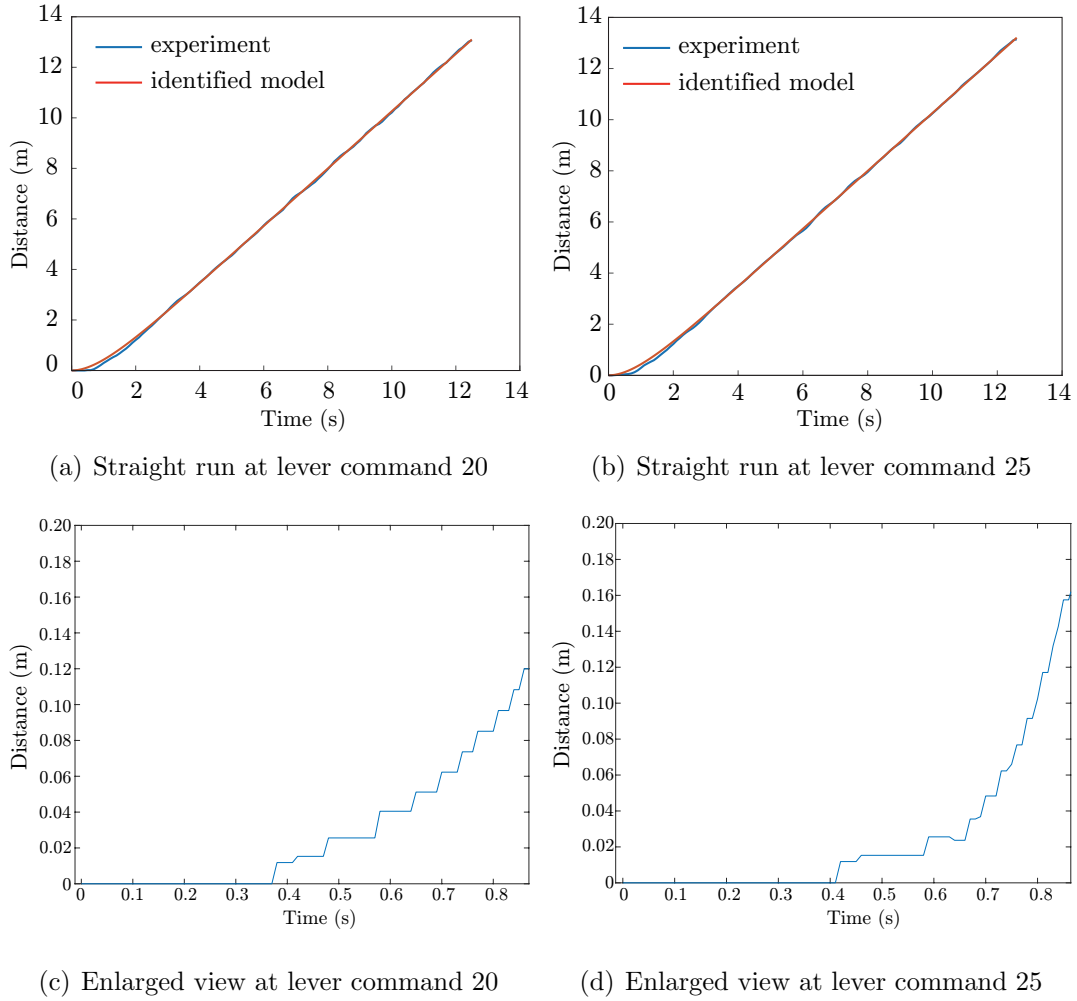 14
12
10
8
6
4
2
0
Distance (m)
experiment
identified model
0 2 4 6 8 10 12 14
Time (s)
(a) Straight run at lever command 20
14
12
10
8
6
4
2
0
Distance (m)
experiment
identified model
0 2 4 6 8 10 12 14
Time (s)
(b) Straight run at lever command 25
0.20
0.18
0.16
0.14
0.12
0.10
0.08
0.06
0.04
0.02
0
Distance (m)
0 0.1 0.2 0.3 0.4 0.5 0.6 0.7 0.8
Time (s)
(c) Enlarged view at lever command 20
0.20
0.18
0.16
0.14
0.12
0.10
0.08
0.06
0.04
0.02
0
Distance (m)
0 0.1 0.2 0.3 0.4 0.5 0.6 0.7 0.8
Time (s)
(d) Enlarged view at lever command 25